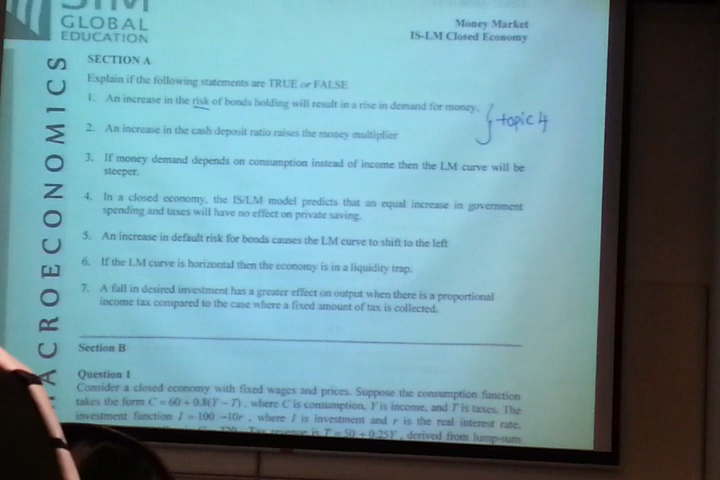 SIM
GLOBAL
EDUCATION
Money Market
IS-LM Closed Economy
MACROECONOMICS
SECTION A
Explain if the following statements are TRUE or FALSE
1. An increase in the risk of bonds holding will result in a rise in demand for money.
} topic 4
2. An increase in the cash deposit ratio raises the money multiplier
3. If money demand depends on consumption instead of income then the LM curve will be
steeper.
4. In a closed economy, the IS/LM model predicts that an equal increase in government
spending and taxes will have no effect on private saving.
5. An increase in default risk for bonds causes the LM curve to shift to the left
6. If the LM curve is horizontal then the economy is in a liquidity trap.
7. A fall in desired investment has a greater effect on output when there is a proportional
income tax compared to the case where a fixed amount of tax is collected.
Section B
Question 1
Consider a closed economy with fixed wages and prices. Suppose the consumption function
takes the form C = 60 + 0.8(Y - T), where C is consumption, Y is income, and T is taxes. The
investment function I = 100 -10r, where I is investment and r is the real interest rate.
Tax revenue is T = 50 + 0.25Y, derived from lump-sum